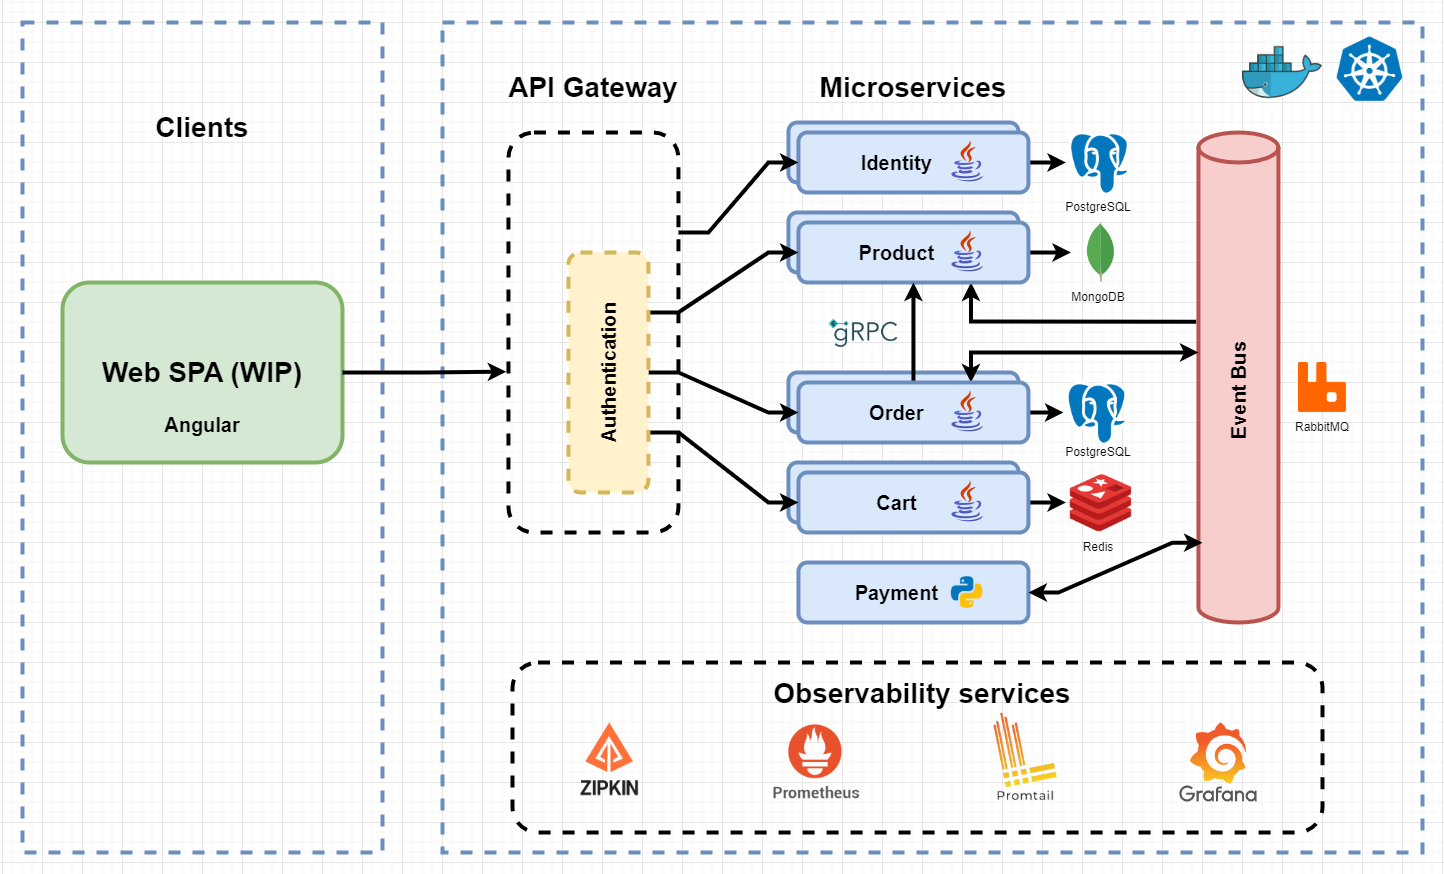 Clients
Web SPA (WIP)
Angular
API Gateway
Authentication
Microservices
Identity
PostgreSQL
Product
MongoDB
gRPC
Order
PostgreSQL
Cart
Redis
Payment
Event Bus
RabbitMQ
Observability services
ZIPKIN
Prometheus
Promtail
Grafana